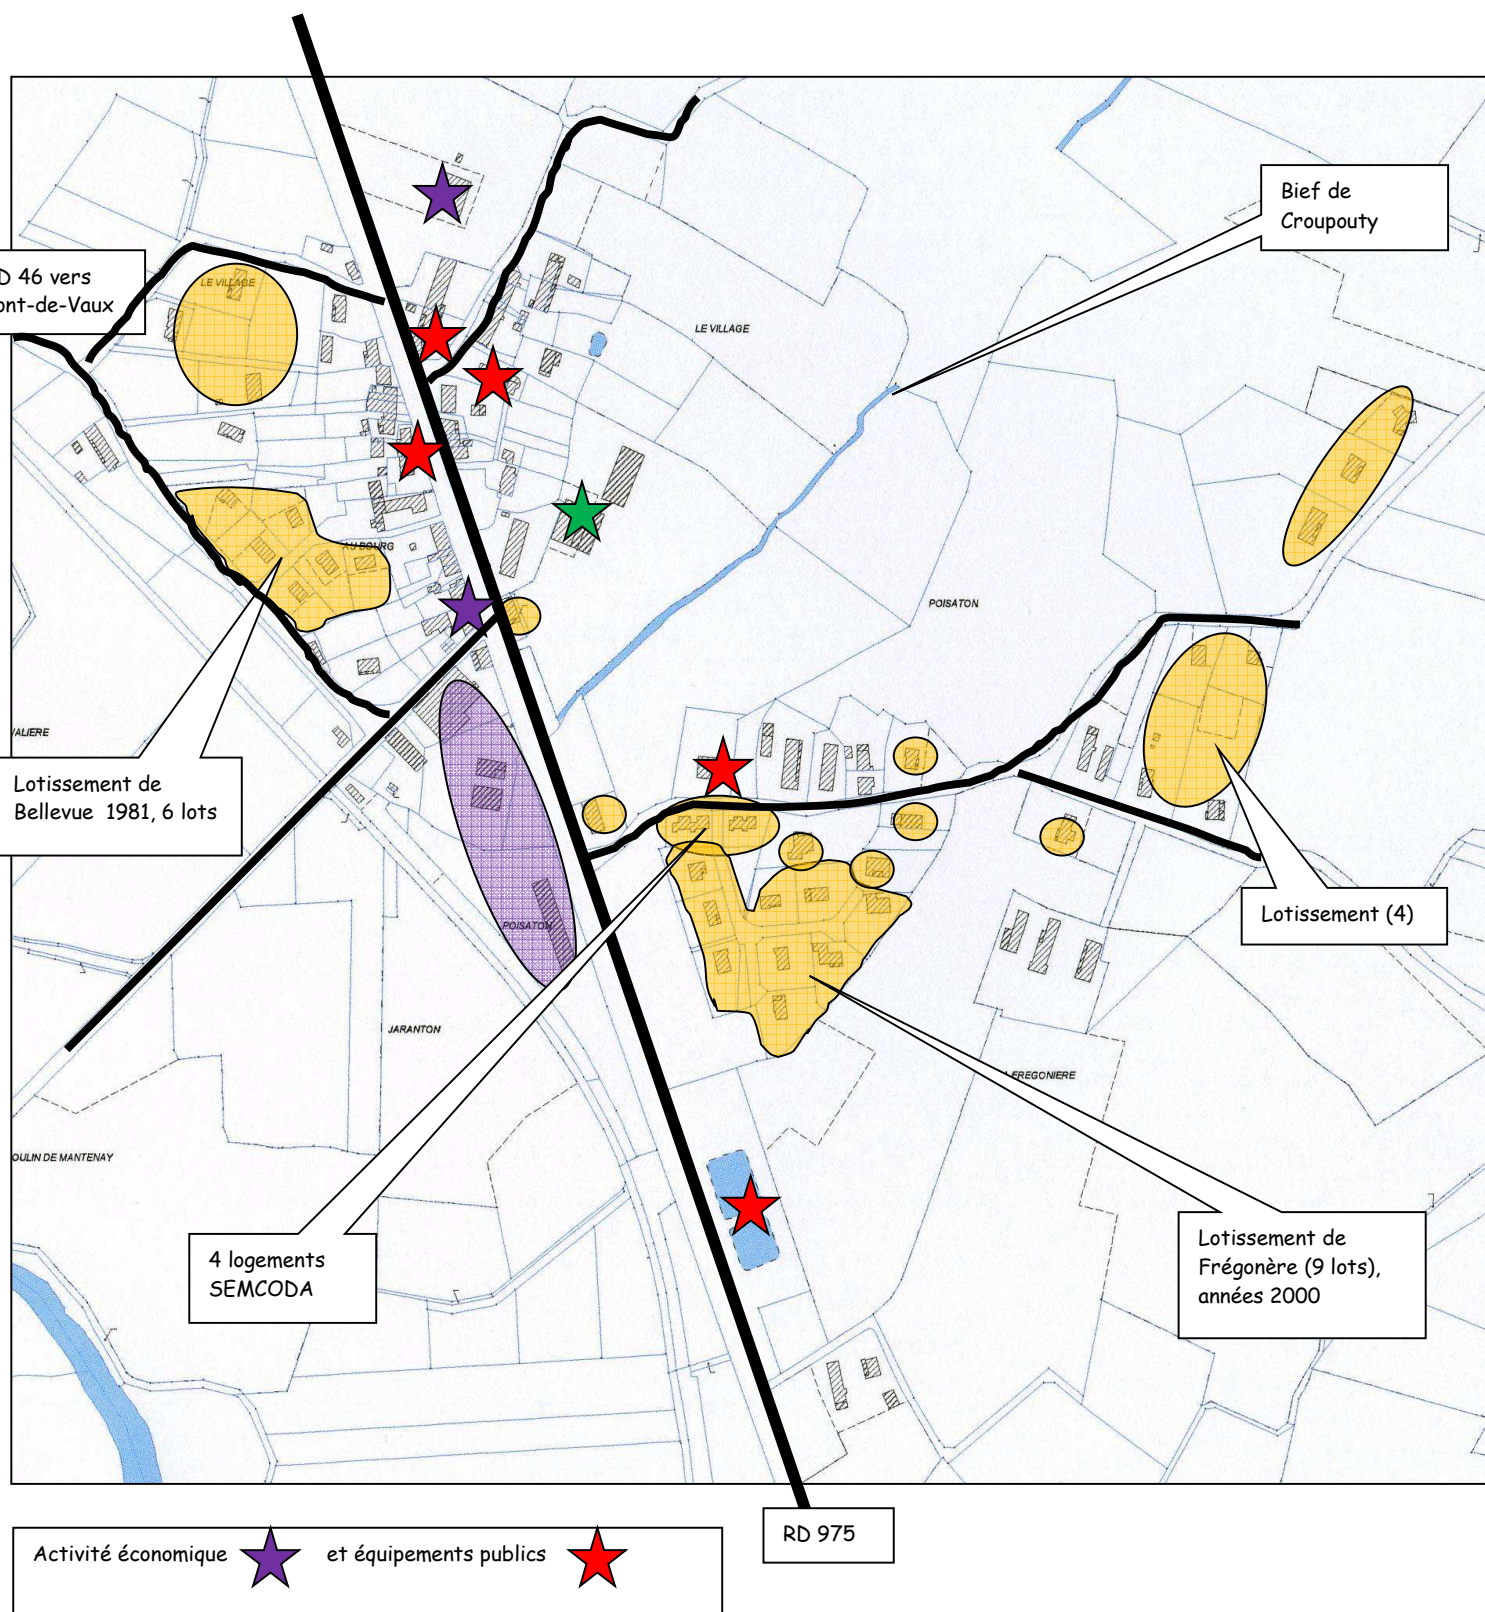 Bief de
Croupouty
D 46 vers
ont-de-Vaux
LE VILLAGE
LE VILLAGE
AU BOURG
POISATON
ALIERE
Lotissement de
Bellevue 1981, 6 lots
Lotissement (4)
POISATON
JARANTON
FREGONIERE
OULIN DE MANTENAY
4 logements
SEMCODA
Lotissement de
Frégonère (9 lots),
années 2000
RD 975
Activité économique et équipements publics